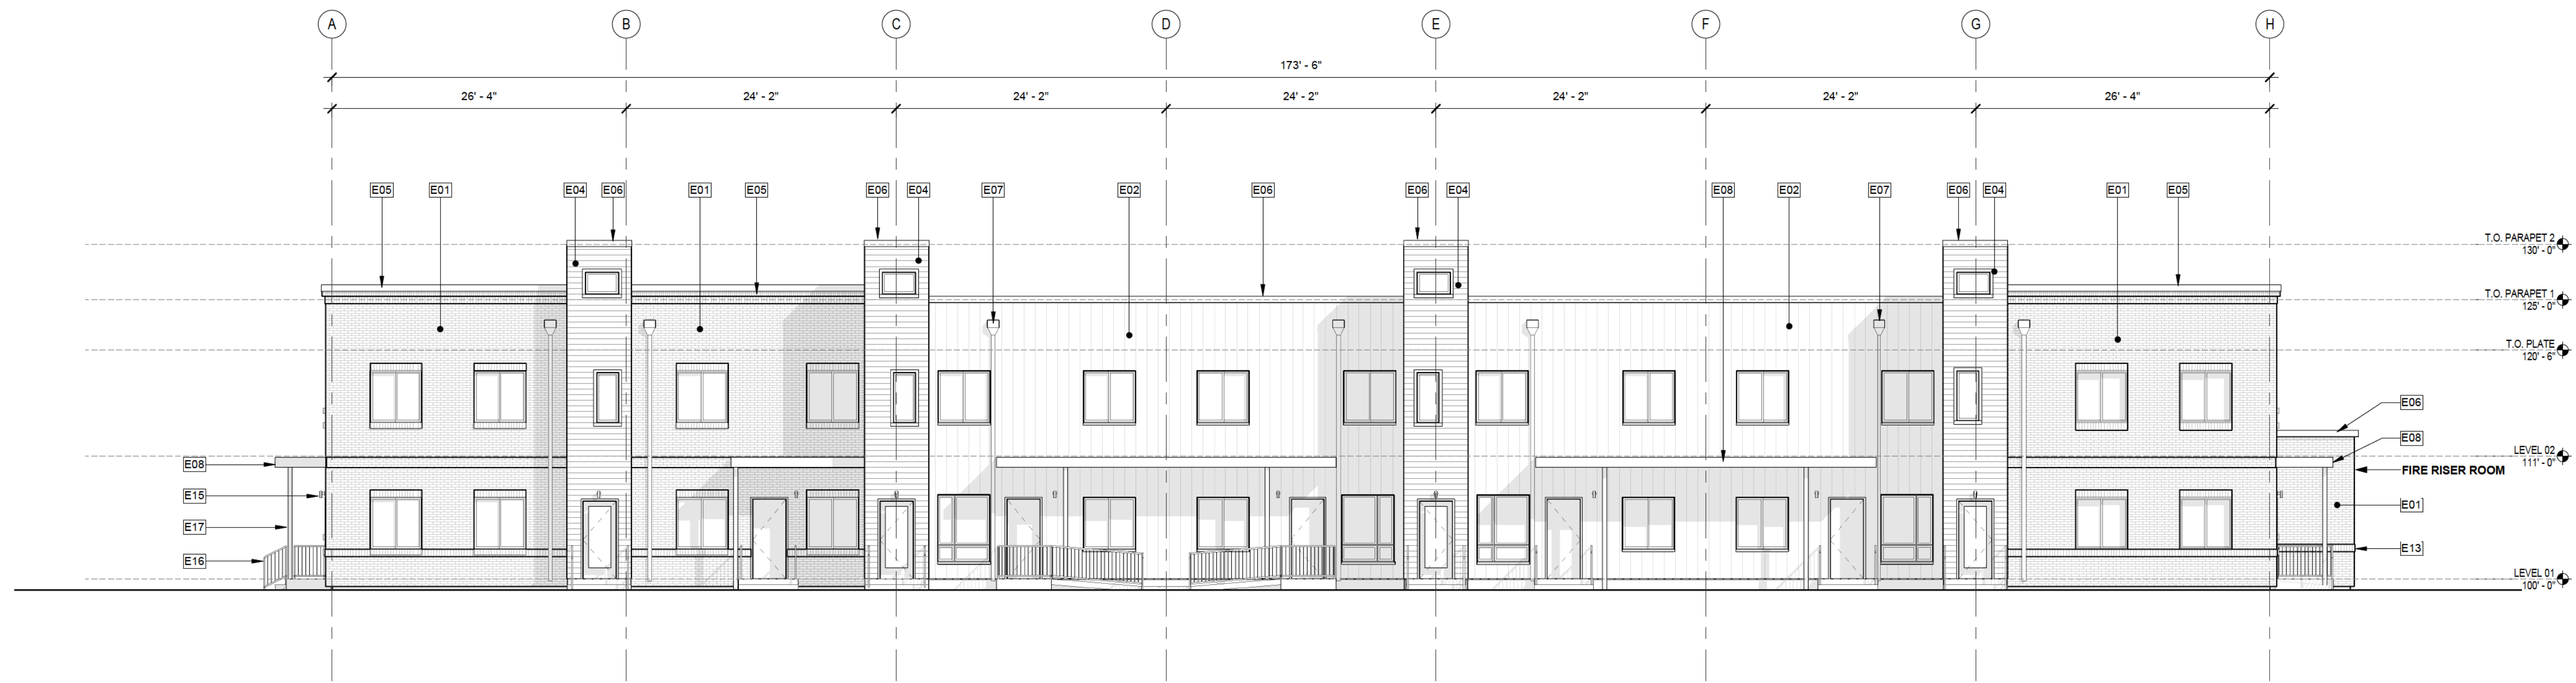 A
B
C
D
E
F
G
H
173' - 6"
26' - 4"
24' - 2"
24' - 2"
24' - 2"
24' - 2"
24' - 2"
26' - 4"
E05
E01
E04
E06
E01
E05
E06
E04
E07
E02
E06
E06
E04
E08
E02
E07
E06
E04
E01
E05
T.O. PARAPET 2
130' - 0"
T.O. PARAPET 1
125' - 0"
T.O. PLATE
120' - 6"
E06
E08
LEVEL 02
111' - 0"
E08
FIRE RISER ROOM
E15
E01
E17
E13
E16
LEVEL 01
100' - 0"